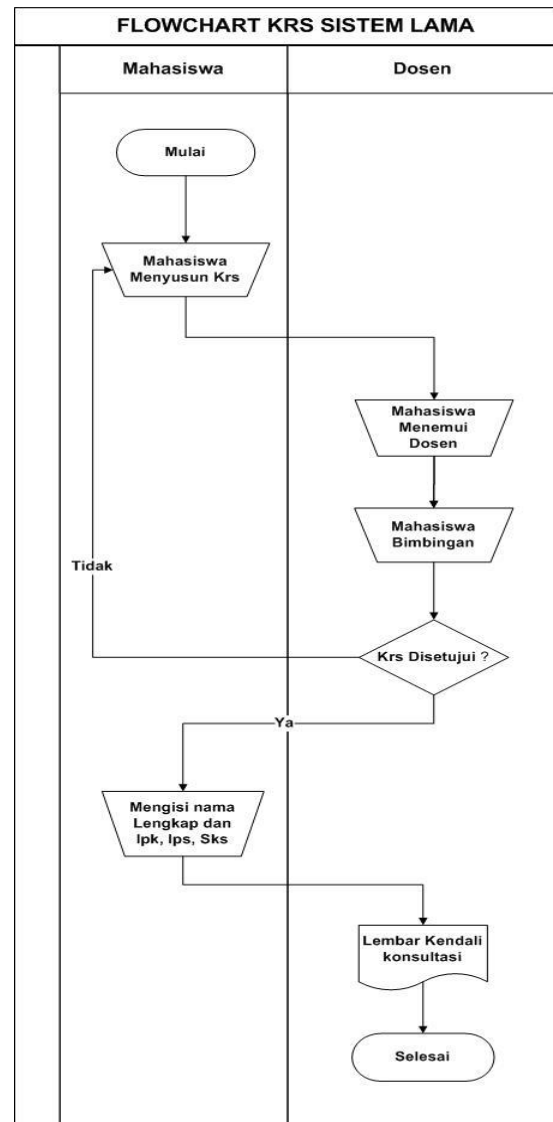 FLOWCHART KRS SISTEM LAMA
Mahasiswa
Dosen
Mulai
Mahasiswa
Menyusun Krs
Mahasiswa
Menemui
Dosen
Mahasiswa
Bimbingan
Tidak
Krs Disetujui ?
Ya
Mengisi nama
Lengkap dan
Ipk, Ips, Sks
Lembar Kendali
konsultasi
Selesai